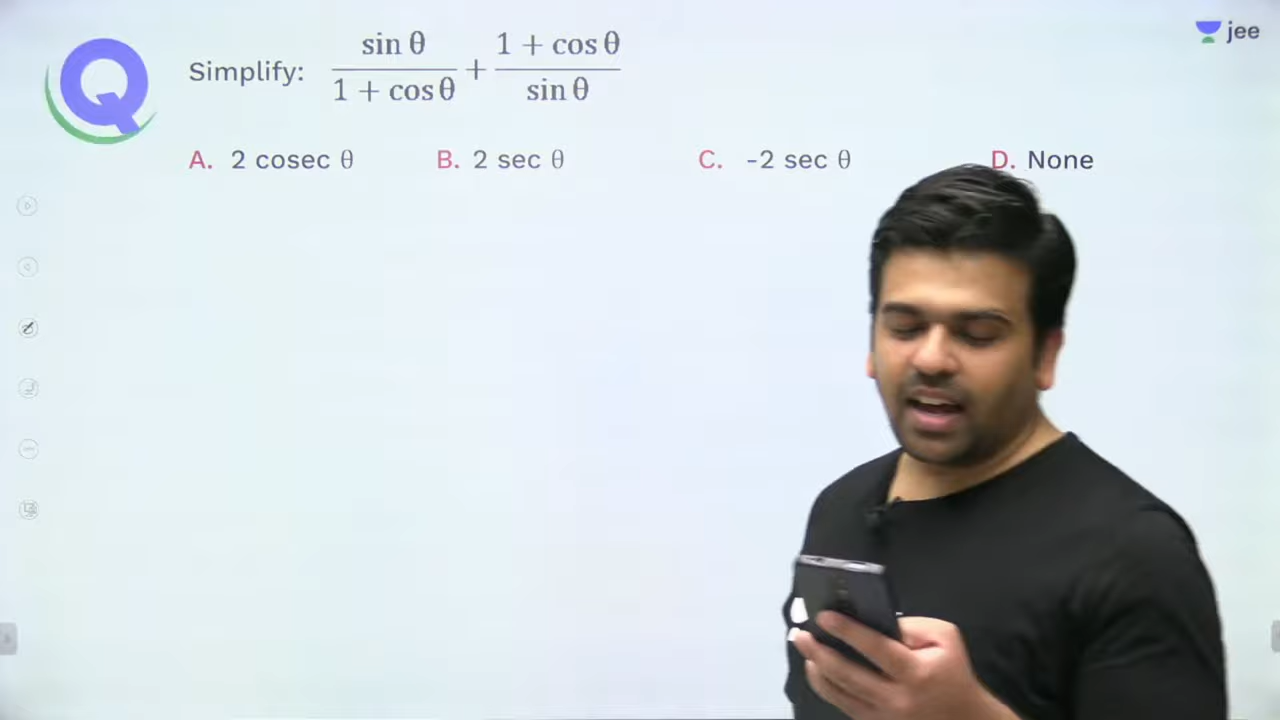 jee
Simplify: sin θ / 1 + cos θ + 1 + cos θ / sin θ
A. 2 cosec θ B. 2 sec θ C. -2 sec θ D. None